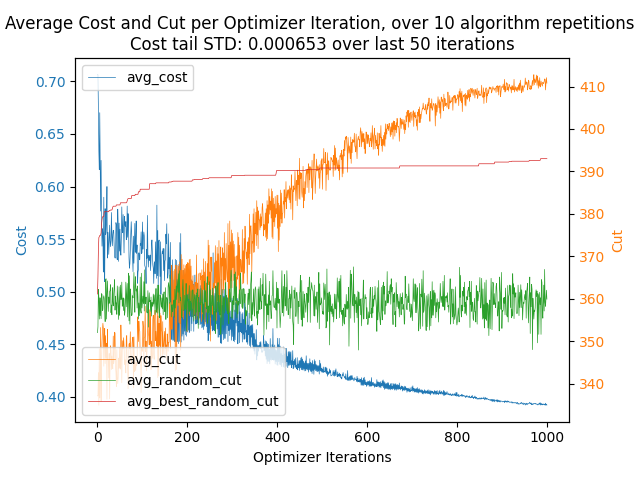 Average Cost and Cut per Optimizer Iteration, over 10 algorithm repetitions
Cost tail STD: 0.000653 over last 50 iterations
avg_cost
0.70
0.65
0.60
0.55
0.50
0.45
0.40
Cost
410
400
390
380
370
360
350
340
Cut
avg_cut
avg_random_cut
avg_best_random_cut
0
200
400
600
800
1000
Optimizer Iterations